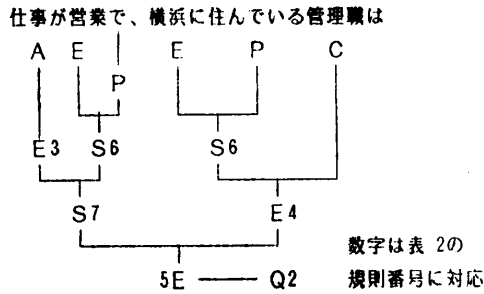 仕事が営業で、横浜に住んでいる管理職は
A E E P C
P
E3 S6 S6
S7 E4
数字は表 2の
5E Q2 規則番号に対応